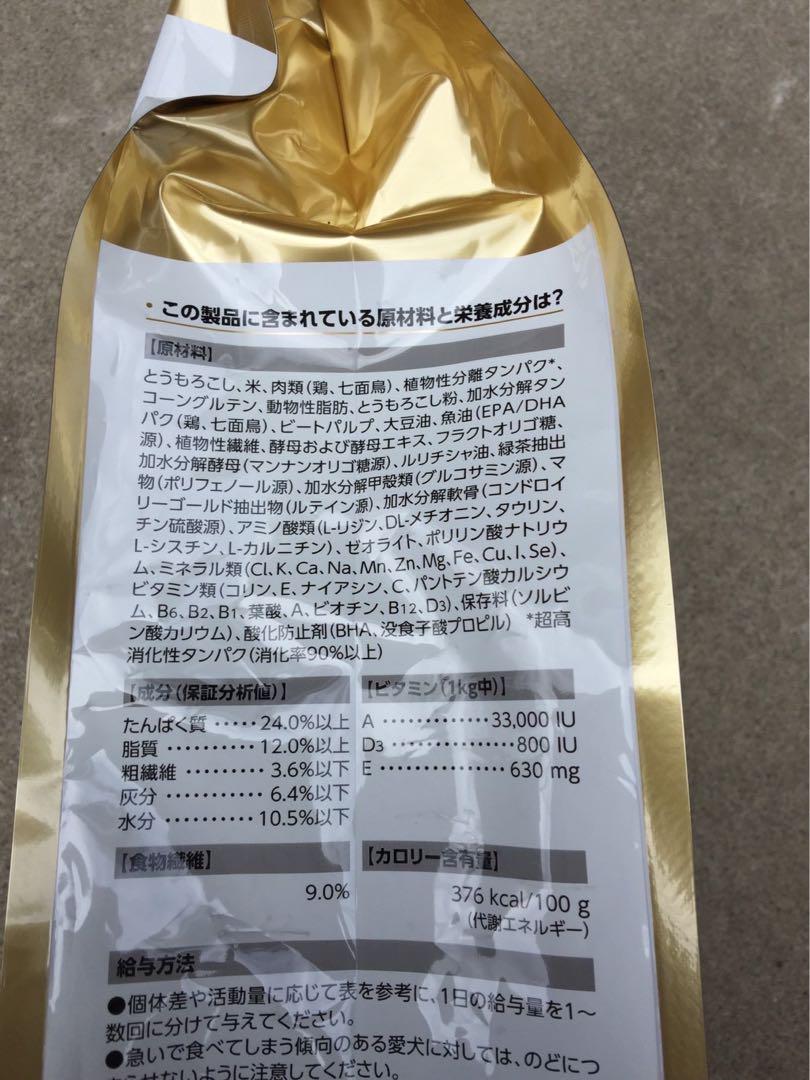 ・この製品に含まれている原材料と栄養成分は?
【原材料】
とうもろこし、米、肉類(鶏、七面鳥)、植物性分離タンパク*、
コーングルテン、動物性脂肪、とうもろこし粉、加水分解タン
パク(鶏、七面鳥)、ビートパルプ、大豆油、魚油(EPA/DHA
源)、植物性繊維、酵母および酵母エキス、フラクトオリゴ糖、
加水分解酵母(マンナンオリゴ糖源)、ルリチシャ油、緑茶抽出
物(ポリフェノール源)、加水分解甲殻類(グルコサミン源)、マ
リーゴールド抽出物(ルテイン源)、加水分解軟骨(コンドロイ
チン硫酸源)、アミノ酸類(L-リジン、DL-メチオニン、タウリン、
L-シスチン、L-カルニチン)、ゼオライト、ポリリン酸ナトリウ
ム、ミネラル類(Cl、K、Ca、Na、Mn、Zn、Mg、Fe、Cu、I、Se)、
ビタミン類(コリン、E、ナイアシン、C、パントテン酸カルシウ
ム、B6、B2、B1、葉酸、A、ビオチン、B12、D3)、保存料(ソルビ
ン酸カリウム)、酸化防止剤(BHA、没食子酸プロピル) *超高
消化性タンパク(消化率90%以上)
【成分(保証分析値)】
たんぱく質 ····· 24.0%以上
脂質 ·········· 12.0%以上
粗繊維 ·········· 3.6%以下
灰分 ············ 6.4%以下
水分 ·········· 10.5%以下
【ビタミン(1kg中)】
A ············· 33,000 IU
D3 ··············· 800 IU
E ··············· 630 mg
【食物繊維】
9.0%
【カロリー含有量】
376 kcal/100 g
(代謝エネルギー)
給与方法
●個体差や活動量に応じて表を参考に、1日の給与量を1〜
数回に分けて与えてください。
●急いで食べてしまう傾向のある愛犬に対しては、のどにつ
まらせないように注意してください。